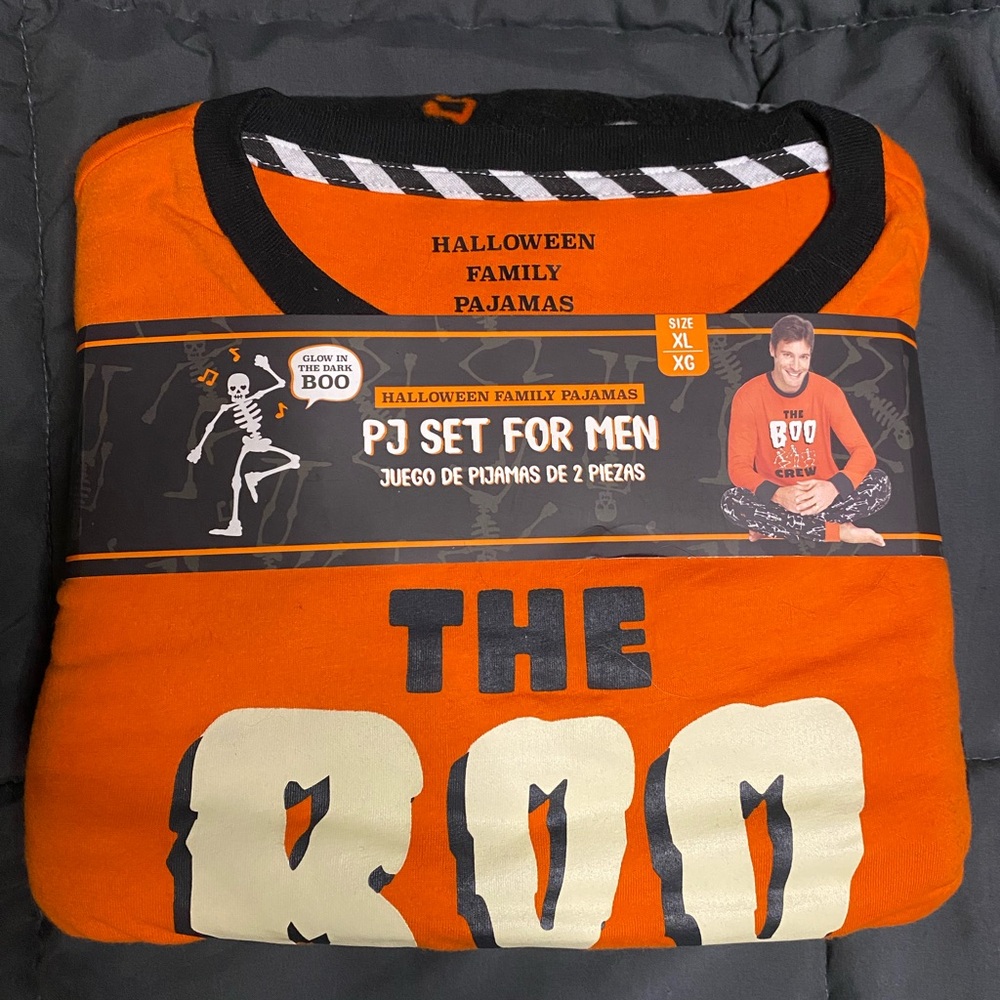 HALLOWEEN
FAMILY
PAJAMAS
GLOW IN
THE DARK
BOO
HALLOWEEN FAMILY PAJAMAS
PJ SET FOR MEN
JUEGO DE PIJAMAS DE 2 PIEZAS
SIZE
XL
XG
THE
BOO
CREW
THE
BOO